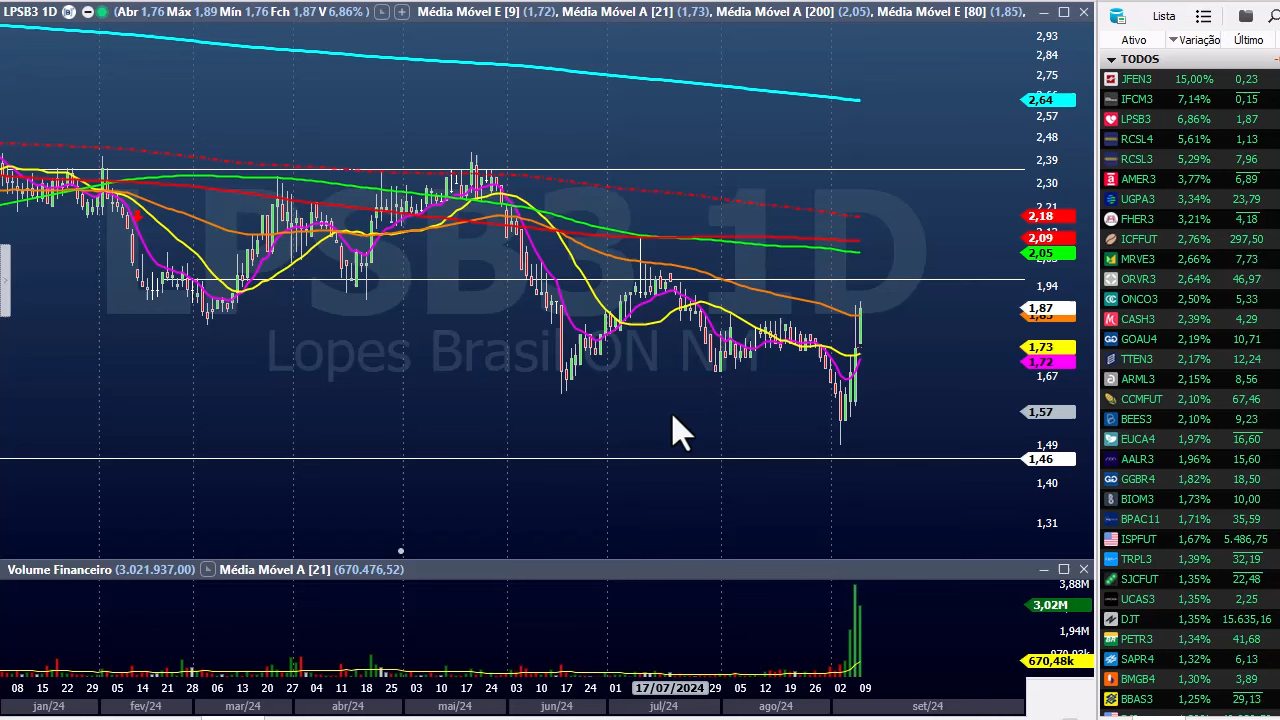 LPSB3 1D
Abr 1,76 Máx 1,89 Mín 1,76 Fch 1,87 V 6,86%)
Média Móvel E [9] (1,72), Média Móvel A [21] (1,73), Média Móvel A [200] (2,05), Média Móvel E [80] (1,85),
LPSB3 1D
Lopes Brasil ON NM
2,93
2,84
2,75
2,64
2,57
2,48
2,39
2,30
2,21
2,18
2,09
2,05
1,94
1,87
1,85
1,73
1,72
1,67
1,57
1,49
1,46
1,40
1,31
Volume Financeiro (3.021.937,00)
Média Móvel A [21] (670.476,52)
3,88M
3,02M
1,94M
670,48k
08 15 22 29 05 14 21 28 06 13 20 27 04 11
06 10
03 10 17
17/07/2024
29 05 12 19 26
09
jan/24 fev/24 mar/24 abr/24 mai/24 jun/24 jul/24 ago/24 set/24
Lista
Ativo Variação Último
TODOS
JFEN3 15,00% 0,23
IFCM3 7,14% 0,15
LPSB3 6,86% 1,87
RCSL4 1,13
RCSL3 7,96
AMER3 3,77% 6,89
UGPA3 3,34% 23,79
FHER3 3,21% 4,18
ICFFUT 2,76% 297,50
MRVE3 2,66% 7,73
ORVR3 2,60% 46,97
ONCO3 2,50% 5,33
CASH3 2,39% 4,29
GOAU4 2,19% 10,71
TTEN3 2,17% 12,24
ARML3 2,15% 8,56
CCMFUT 2,10% 67,46
BEES3 2,10% 9,23
EUCA4 1,97% 16,60
AALR3 1,96% 15,60
GGBR4 1,82% 18,50
BIOM3 1,73% 10,00
BPAC11 1,71% 35,59
ISPFUT 1,67% 5.486,75
TRPL3 1,39% 32,19
SJCFUT 1,35% 22,48
UCAS3 1,35% 2,25
DJT 1,35% 15.635,16
PETR3 1,34% 41,68
SAPR4 1,32% 6,13
BMGB4 1,30% 3,89
BBAS3 1,25% 29,13